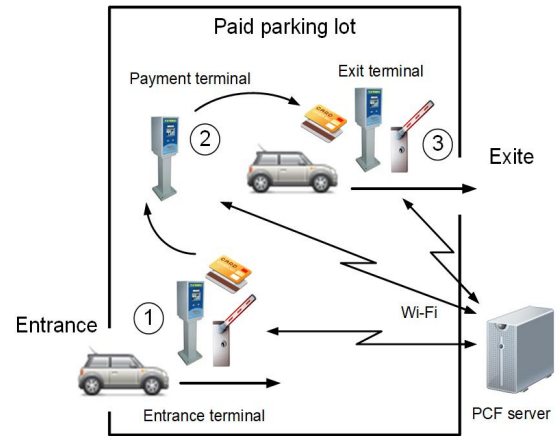 Paid parking lot
Payment terminal
Exit terminal
2
3
Exite
1
Entrance
Wi-Fi
Entrance terminal
PCF server